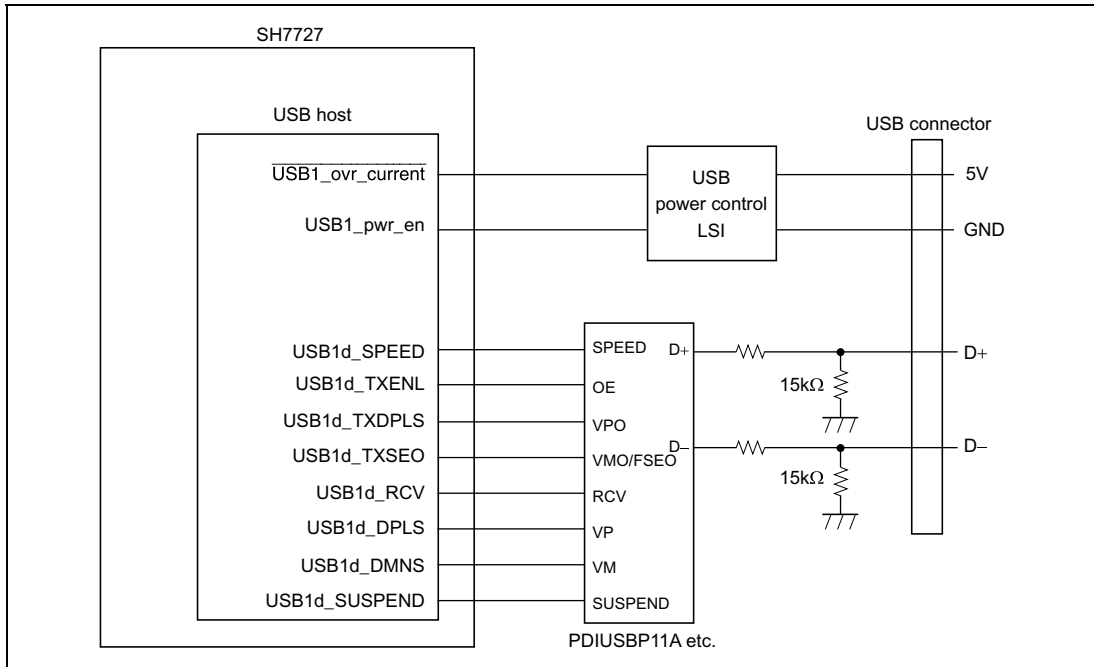 SH7727
USB host
USB connector
USB1_ovr_current
USB
power control
LSI
5V
USB1_pwr_en
GND
USB1d_SPEED
SPEED
D+
D+
USB1d_TXENL
OE
15kΩ
USB1d_TXDPLS
VPO
USB1d_TXSEO
VMO/FSEO
D−
D−
USB1d_RCV
RCV
15kΩ
USB1d_DPLS
VP
USB1d_DMNS
VM
USB1d_SUSPEND
SUSPEND
PDIUSBP11A etc.